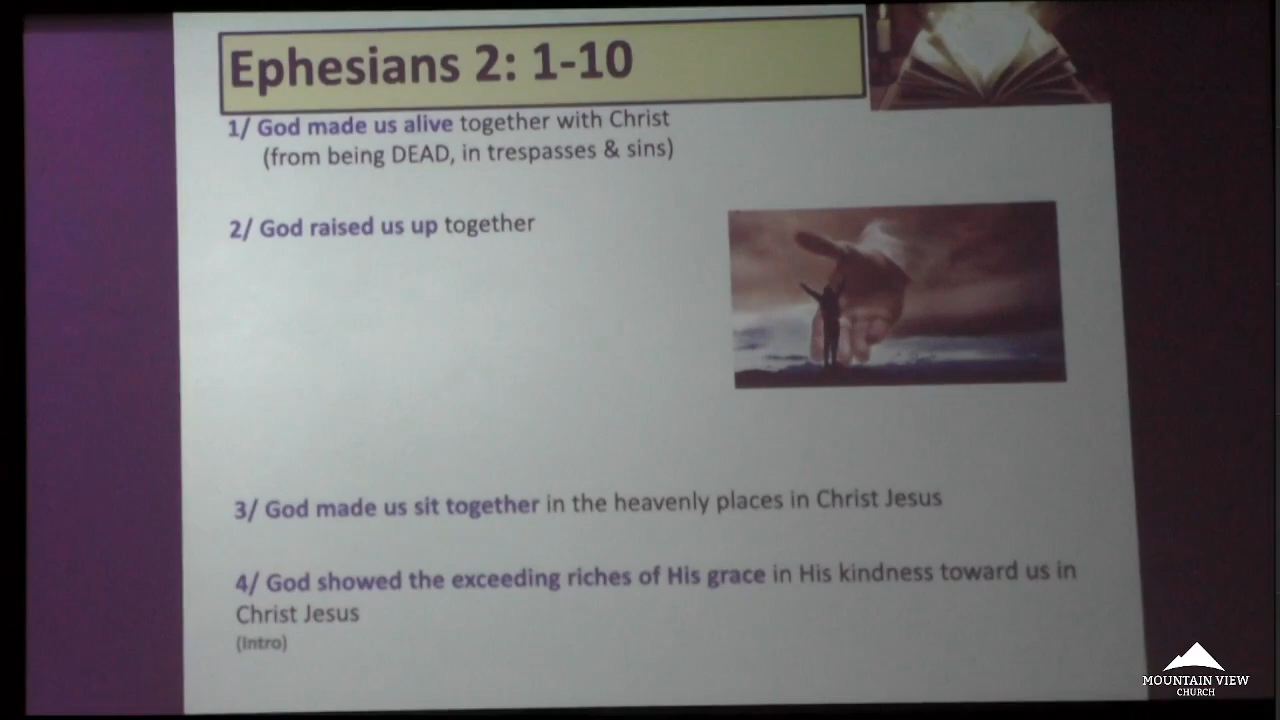 Ephesians 2: 1-10
1/ God made us alive together with Christ
(from being DEAD, in trespasses & sins)
2/ God raised us up together
3/ God made us sit together in the heavenly places in Christ Jesus
4/ God showed the exceeding riches of His grace in His kindness toward us in
Christ Jesus
(Intro)
MOUNTAIN VIEW
CHURCH